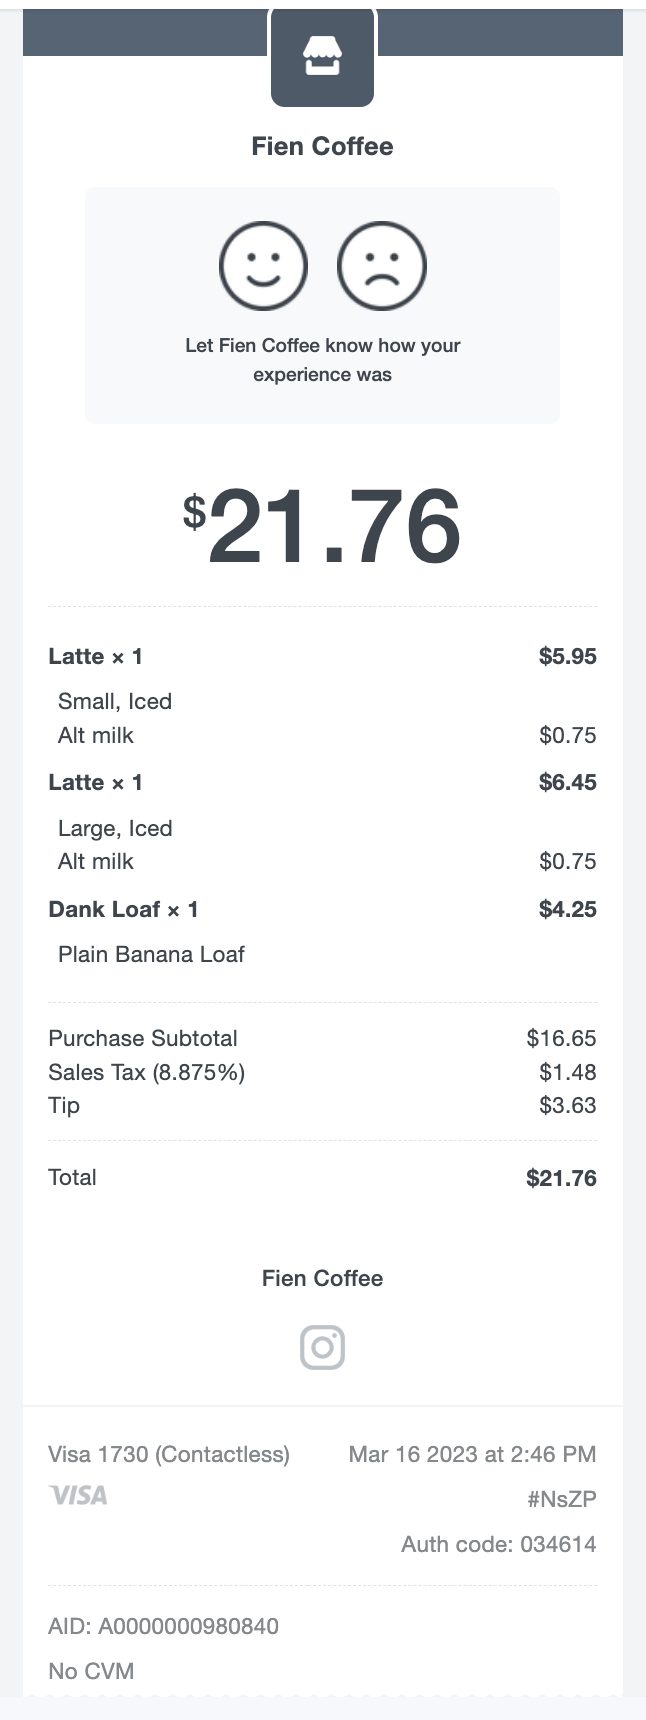 Fien Coffee
Let Fien Coffee know how your
experience was
$21.76
Latte × 1 $5.95
Small, Iced
Alt milk $0.75
Latte × 1 $6.45
Large, Iced
Alt milk $0.75
Dank Loaf × 1 $4.25
Plain Banana Loaf
Purchase Subtotal $16.65
Sales Tax (8.875%) $1.48
Tip $3.63
Total $21.76
Fien Coffee
Visa 1730 (Contactless) Mar 16 2023 at 2:46 PM
VISA #NsZP
Auth code: 034614
AID: A0000000980840
No CVM